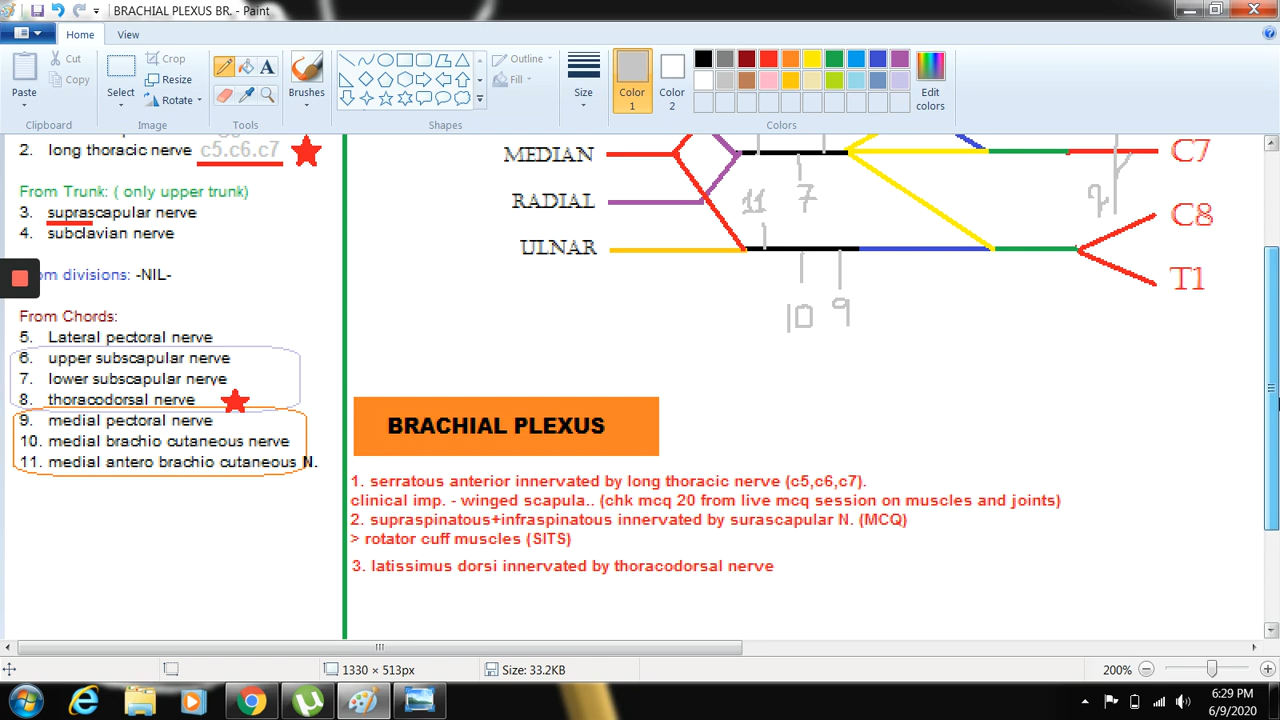 BRACHIAL PLEXUS BR. - Paint
Home
View
Cut
Copy
Paste
Clipboard
Select
Crop
Resize
Rotate
Image
A
Tools
Brushes
Shapes
Outline
Fill
Size
Color
1
Color
2
Edit
colors
Colors
2. long thoracic nerve c5.c6.c7
From Trunk: ( only upper trunk)
3. suprascapular nerve
4. subclavian nerve
om divisions: -NIL-
From Chords:
5. Lateral pectoral nerve
6. upper subscapular nerve
7. lower subscapular nerve
8. thoracodorsal nerve
9. medial pectoral nerve
10. medial brachio cutaneous nerve
11. medial antero brachio cutaneous N.
MEDIAN
RADIAL
ULNAR
11
7
10
9
C7
C8
T1
BRACHIAL PLEXUS
1. serratous anterior innervated by long thoracic nerve (c5,c6,c7).
clinical imp. - winged scapula.. (chk mcq 20 from live mcq session on muscles and joints)
2. supraspinatous+infraspinatous innervated by surascapular N. (MCQ)
> rotator cuff muscles (SITS)
3. latissimus dorsi innervated by thoracodorsal nerve
1330 × 513px
Size: 33.2KB
200%
6:29 PM
6/9/2020